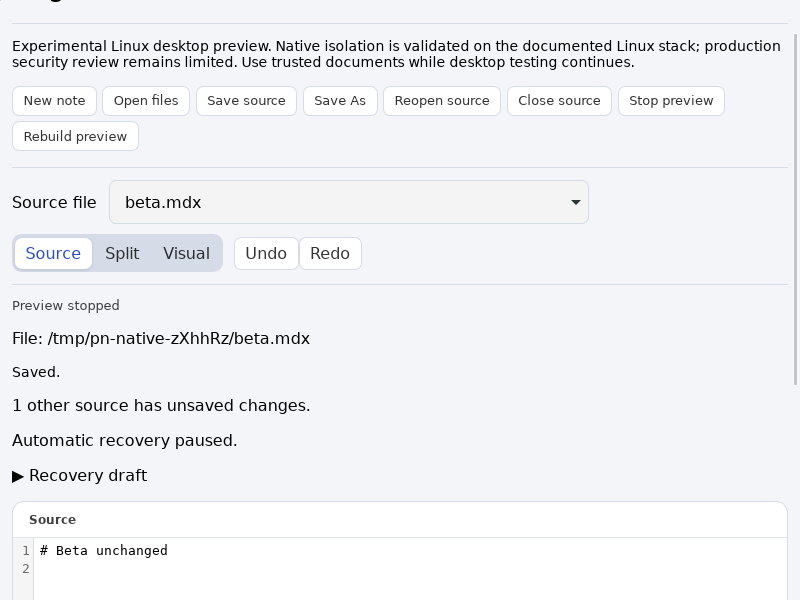 Experimental Linux desktop preview. Native isolation is validated on the documented Linux stack; production
security review remains limited. Use trusted documents while desktop testing continues.
New note Open files Save source Save As Reopen source Close source Stop preview
Rebuild preview
Source file beta.mdx
Source Split Visual Undo Redo
Preview stopped
File: /tmp/pn-native-zXhhRz/beta.mdx
Saved.
1 other source has unsaved changes.
Automatic recovery paused.
▶ Recovery draft
Source
1 # Beta unchanged
2